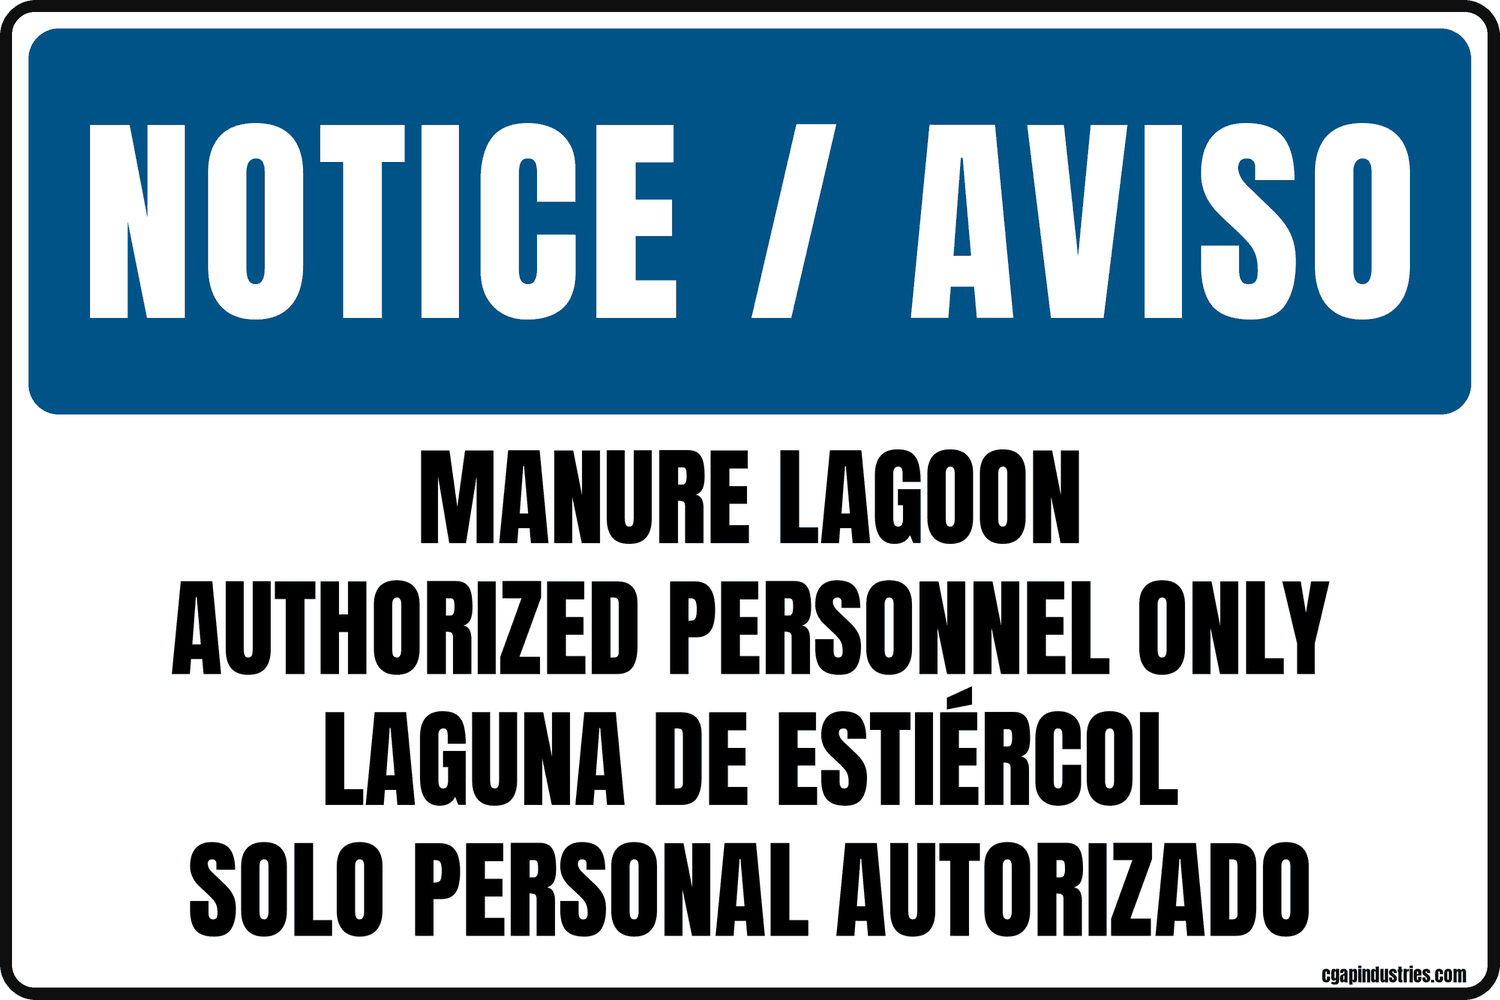 NOTICE / AVISO
MANURE LAGOON
AUTHORIZED PERSONNEL ONLY
LAGUNA DE ESTIÉRCOL
SOLO PERSONAL AUTORIZADO
cgapindustries.com